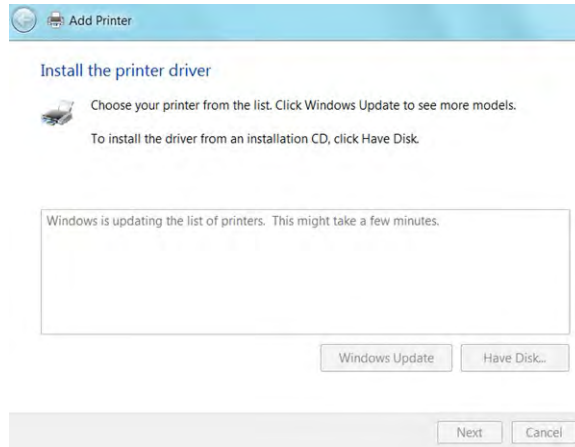 Add Printer
Install the printer driver
Choose your printer from the list. Click Windows Update to see more models.
To install the driver from an installation CD, click Have Disk.
Windows is updating the list of printers. This might take a few minutes.
Windows Update
Have Disk...
Next
Cancel